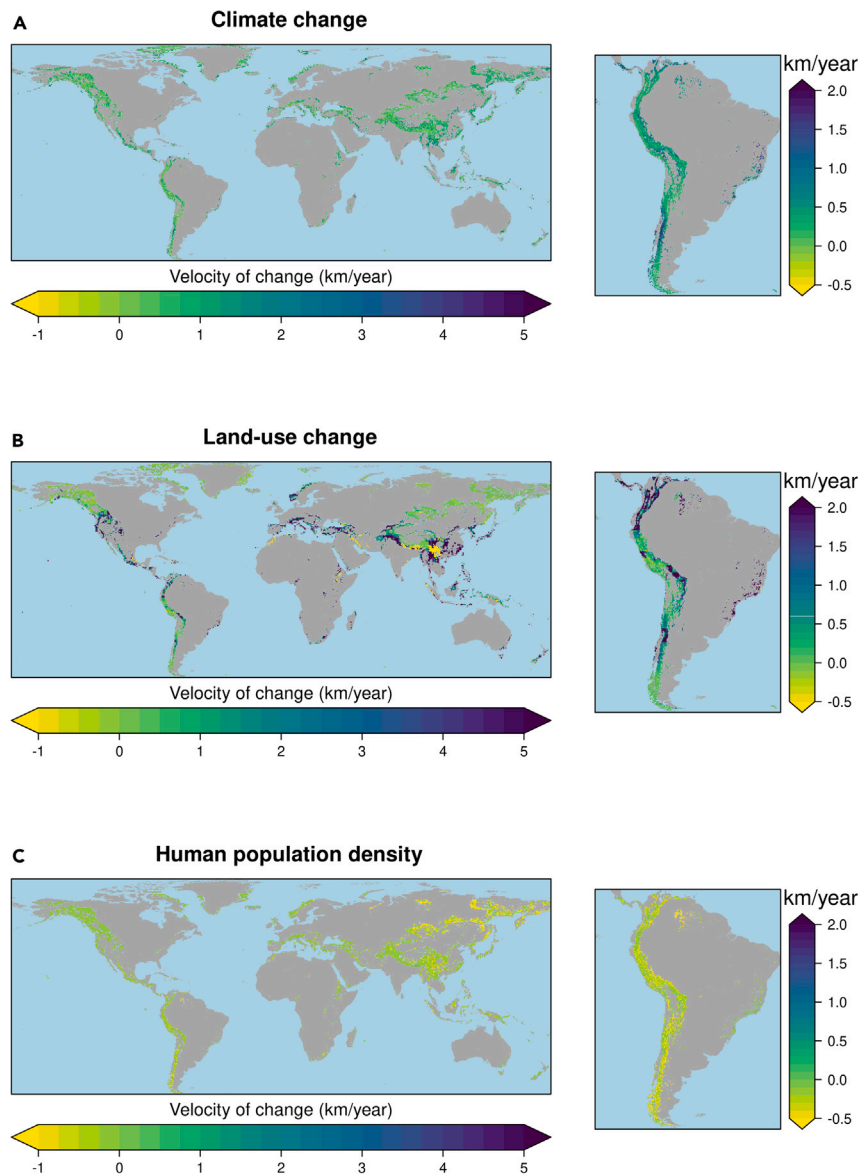 A
Climate change
Velocity of change (km/year)
-1 0 1 2 3 4 5
km/year
2.0
1.5
1.0
0.5
0.0
-0.5
B
Land-use change
Velocity of change (km/year)
-1 0 1 2 3 4 5
km/year
2.0
1.5
1.0
0.5
0.0
-0.5
C
Human population density
Velocity of change (km/year)
-1 0 1 2 3 4 5
km/year
2.0
1.5
1.0
0.5
0.0
-0.5